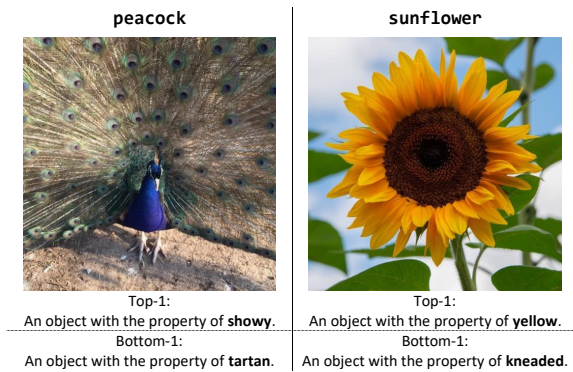 peacock
Top-1:
An object with the property of showy.
Bottom-1:
An object with the property of tartan.
sunflower
Top-1:
An object with the property of yellow.
Bottom-1:
An object with the property of kneaded.